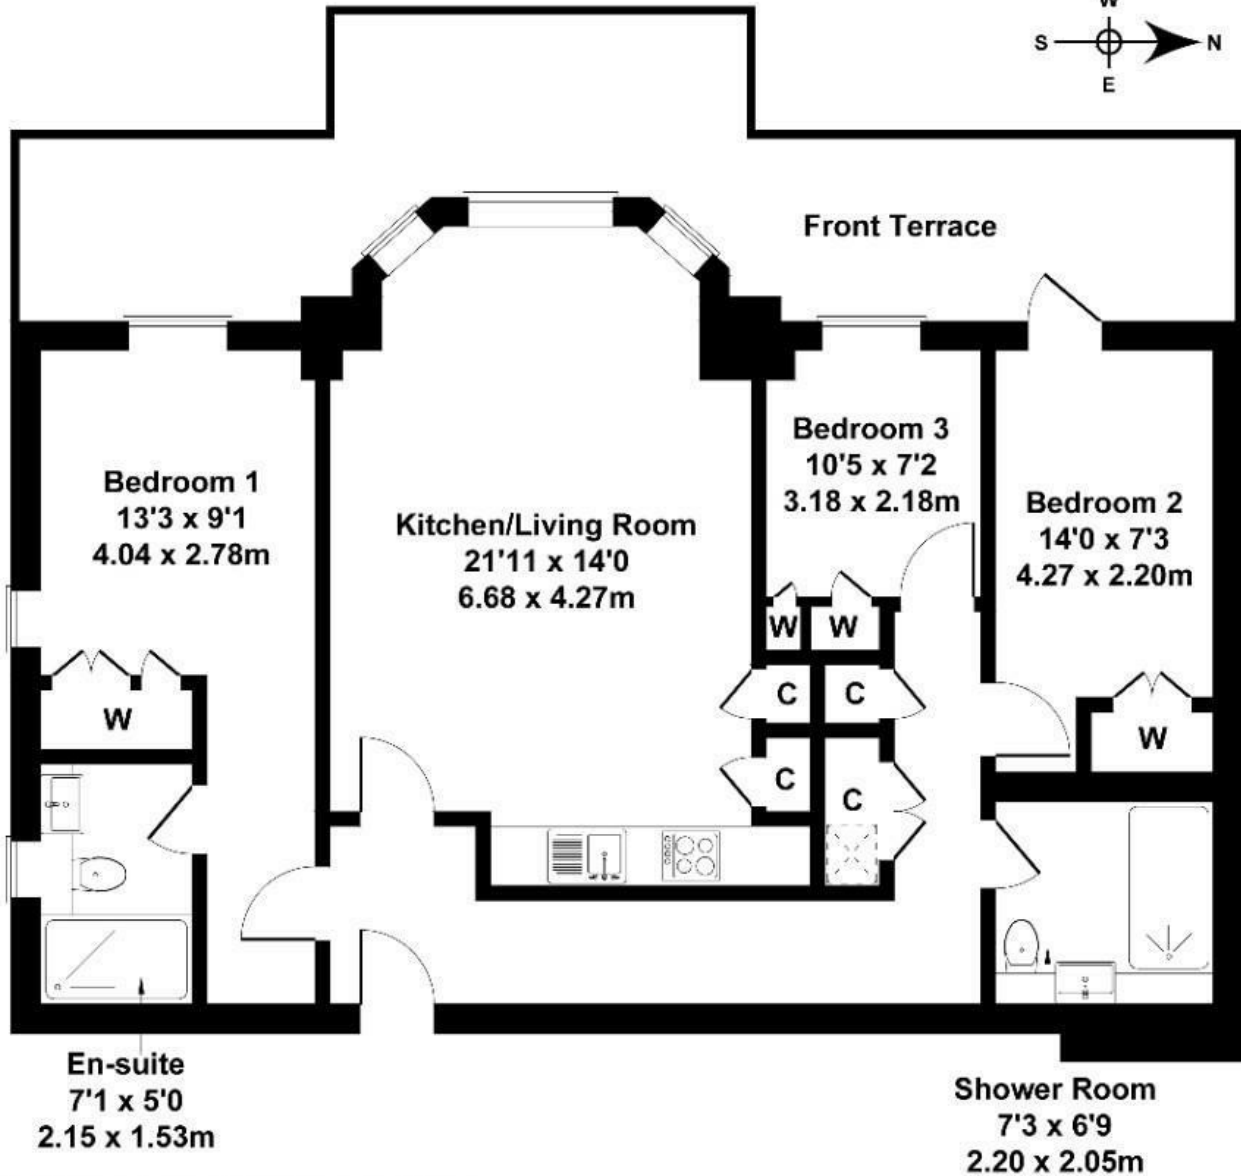 W
S N
E
Front Terrace
Bedroom 1
13'3 x 9'1
4.04 x 2.78m
Kitchen/Living Room
21'11 x 14'0
6.68 x 4.27m
Bedroom 3
10'5 x 7'2
3.18 x 2.18m
Bedroom 2
14'0 x 7'3
4.27 x 2.20m
W
W
C
C
W
W
C
C
En-suite
7'1 x 5'0
2.15 x 1.53m
Shower Room
7'3 x 6'9
2.20 x 2.05m